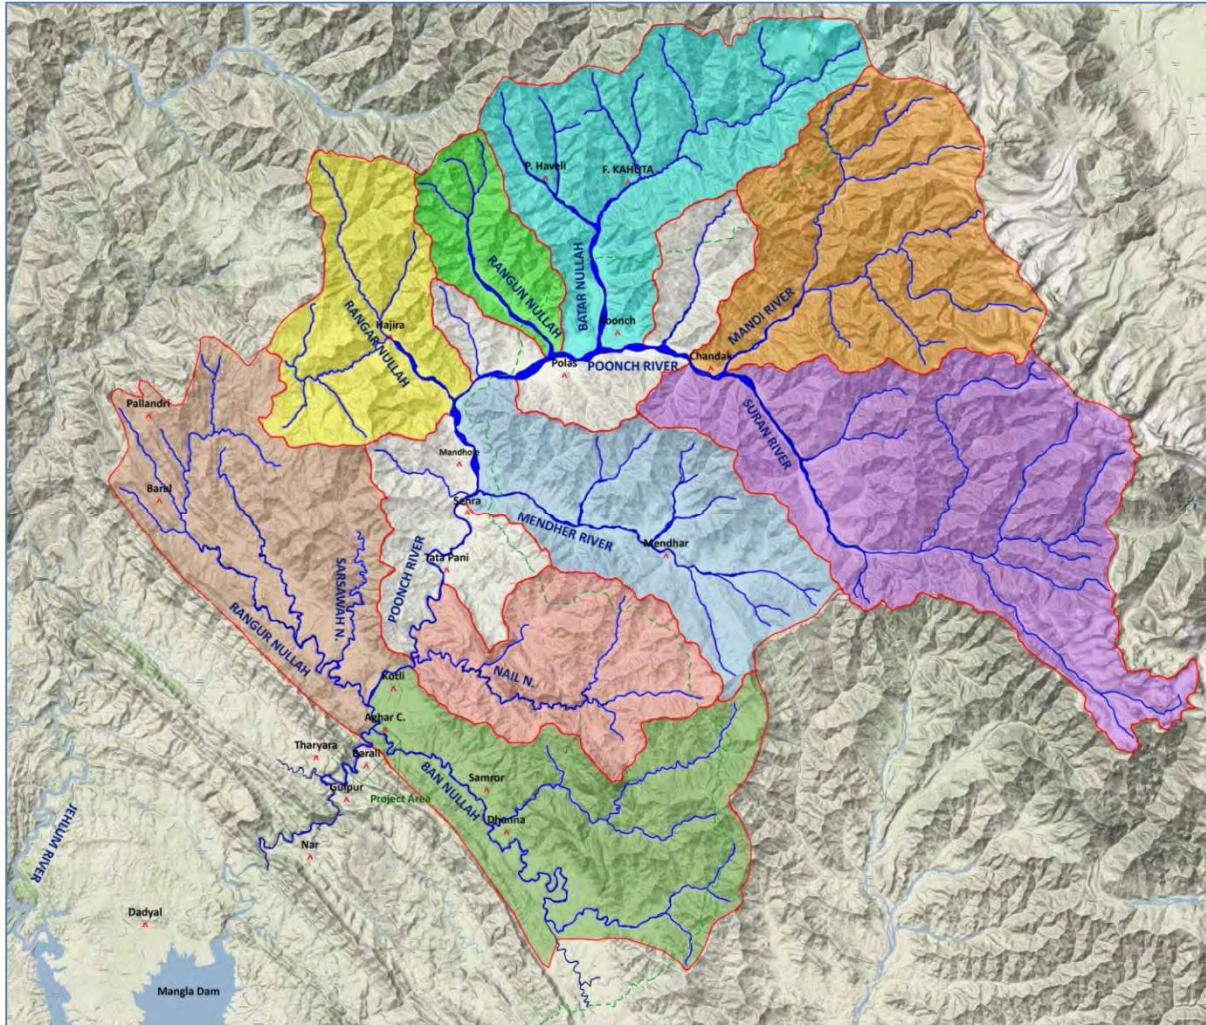 P. Haveli
F. KAHUTA
RANGUN NULLAH
BATAR NULLAH
Poonch
Hajira
RANGAR NULLAH
MANDI RIVER
Chandak
Polas
POONCH RIVER
SURAN RIVER
Pallandri
Mandhole
Baral
Sehra
MENDHER RIVER
Mendhar
Tata Pani
POONCH RIVER
SARSAWAH N.
RANGUR NULLAH
NAIL N.
Kotli
Aghar C.
Tharyara
Barali
Gulpur
Project Area
BAN NULLAH
Samror
Dhanna
Nar
JEHLUM RIVER
Dadyal
Mangla Dam